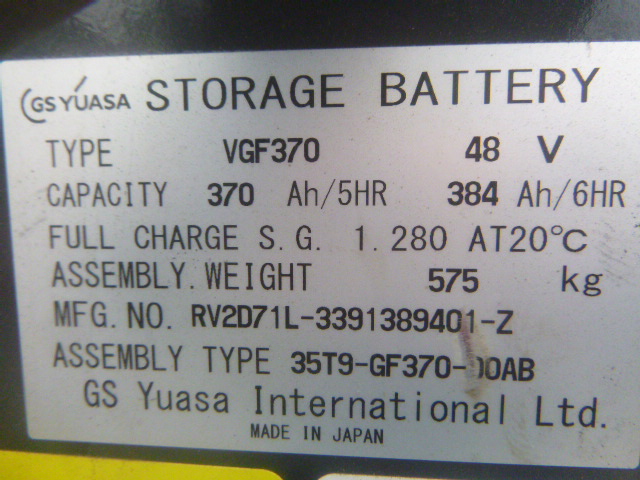 GS YUASA STORAGE BATTERY
TYPE VGF370 48 V
CAPACITY 370 Ah/5HR 384 Ah/6HR
FULL CHARGE S.G. 1.280 AT20°C
ASSEMBLY.WEIGHT 575 kg
MFG.NO. RV2D71L-3391389401-Z
ASSEMBLY TYPE
GS Yuasa International Ltd.
MADE IN JAPAN